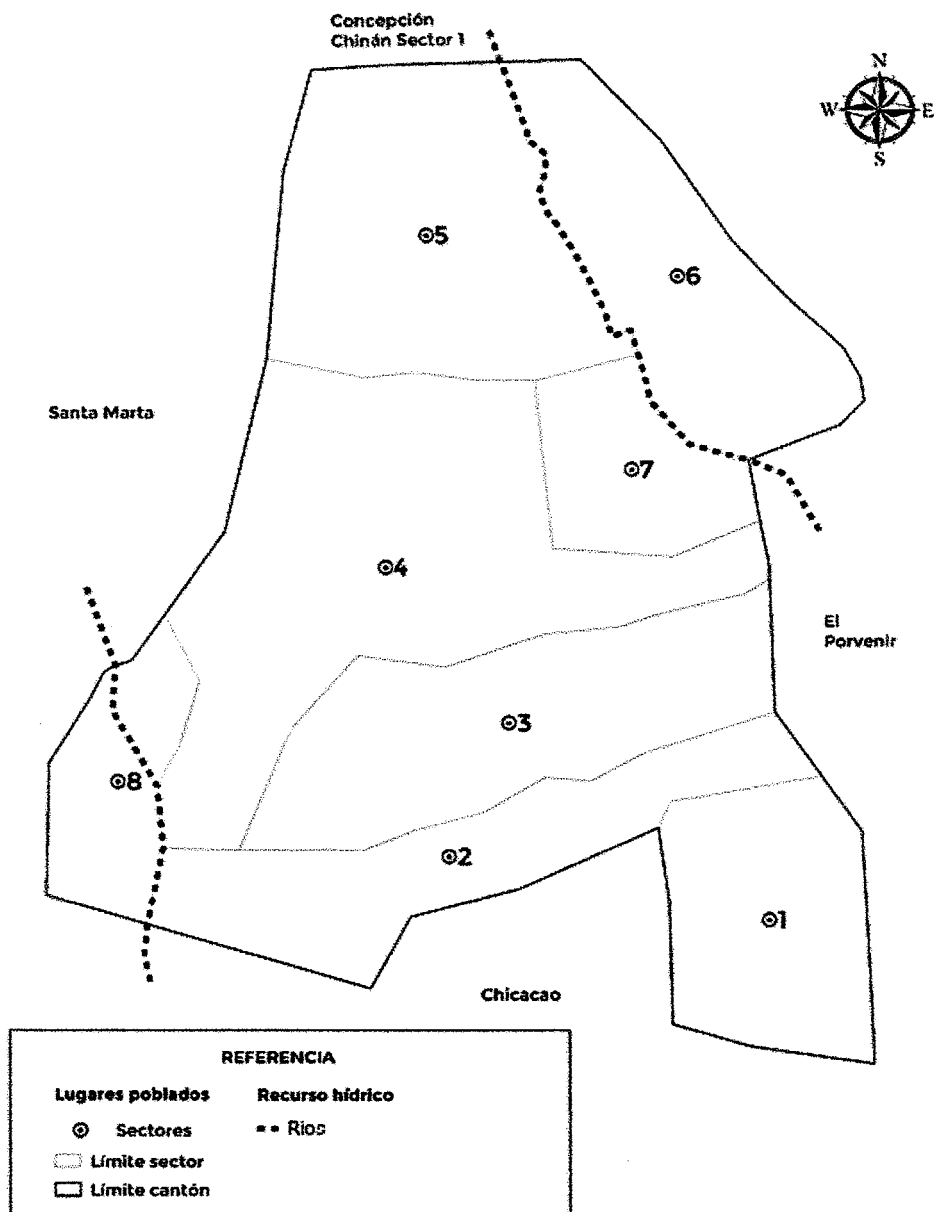 Concepción
Chinán Sector 1
N
W E
S
5
6
Santa Marta
7
4
El
Porvenir
3
8
2
1
Chicacao
REFERENCIA
Lugares poblados Recurso hídrico
Sectores Rios
Límite sector
Límite cantón